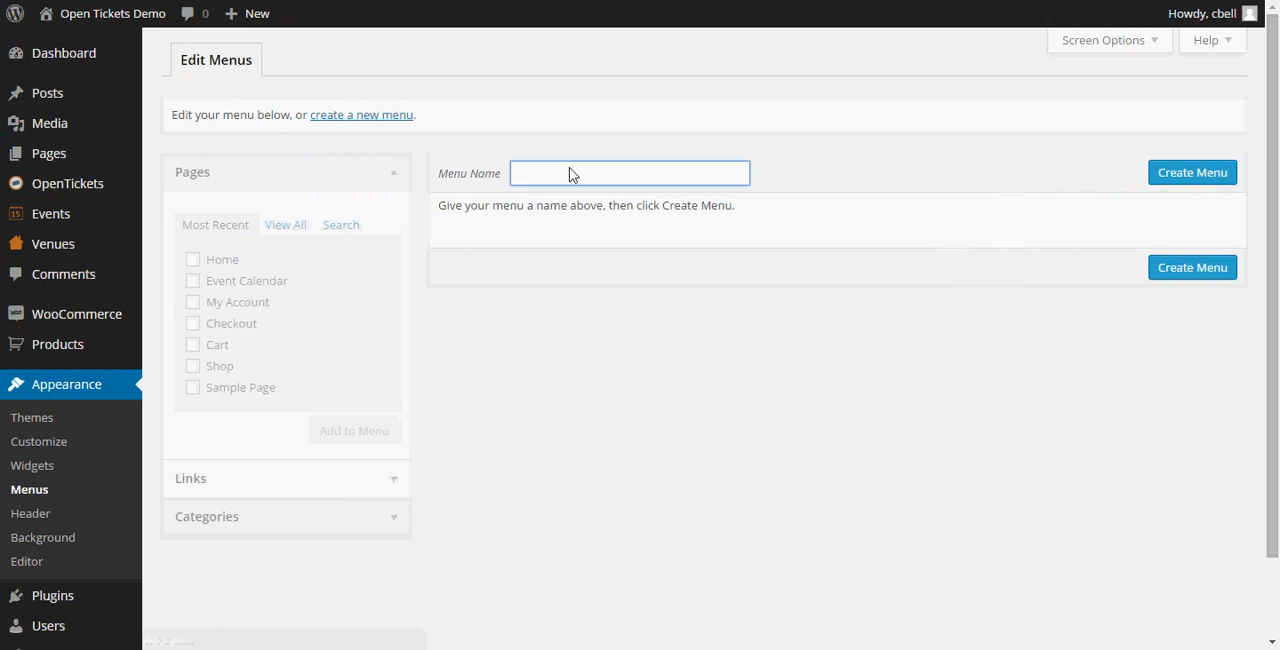 Open Tickets Demo 0 New Howdy, cbell
Dashboard
Posts
Media
Pages
OpenTickets
15 Events
Venues
Comments
WooCommerce
Products
Appearance
Themes
Customize
Widgets
Menus
Header
Background
Editor
Plugins
Users
Screen Options Help
Edit Menus
Edit your menu below, or create a new menu.
Pages
Most Recent View All Search
Home
Event Calendar
My Account
Checkout
Cart
Shop
Sample Page
Add to Menu
Links
Categories
Menu Name Create Menu
Give your menu a name above, then click Create Menu.
Create Menu